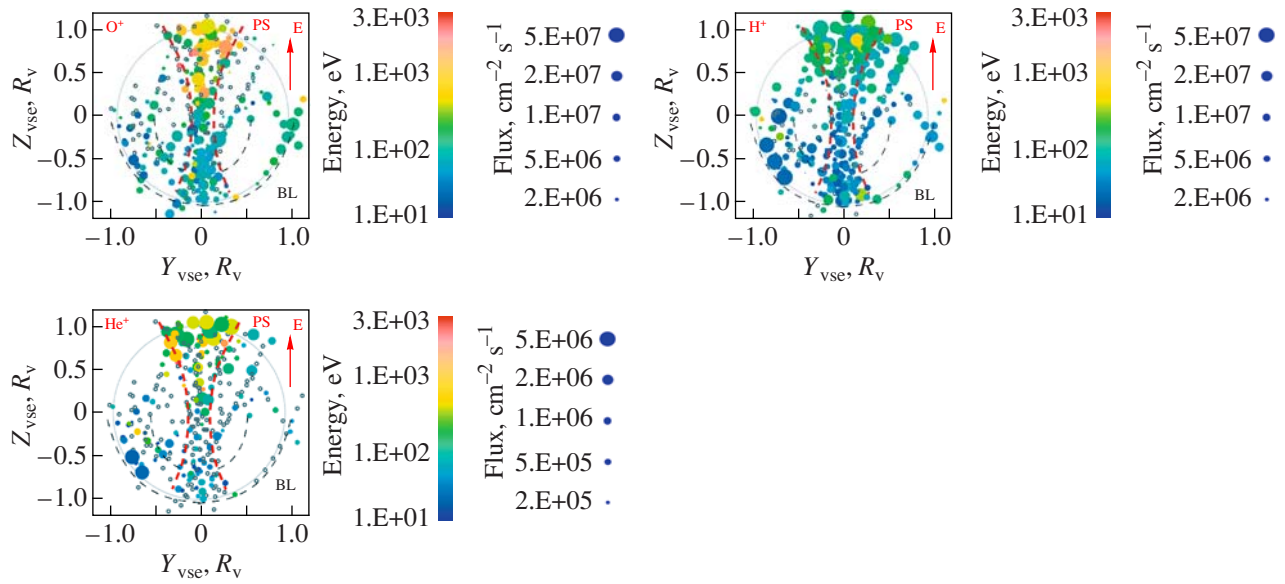 O⁺
PS
E
BL
1.0
0.5
0
−0.5
−1.0
Z_vse, R_v
−1.0
0
1.0
Y_vse, R_v
3.E+03
1.E+03
1.E+02
1.E+01
Energy, eV
5.E+07
2.E+07
1.E+07
5.E+06
2.E+06
Flux, cm⁻² s⁻¹
H⁺
PS
E
BL
1.0
0.5
0
−0.5
−1.0
Z_vse, R_v
−1.0
0
1.0
Y_vse, R_v
3.E+03
1.E+03
1.E+02
1.E+01
Energy, eV
5.E+07
2.E+07
1.E+07
5.E+06
2.E+06
Flux, cm⁻² s⁻¹
He⁺
PS
E
BL
1.0
0.5
0
−0.5
−1.0
Z_vse, R_v
−1.0
0
1.0
Y_vse, R_v
3.E+03
1.E+03
1.E+02
1.E+01
Energy, eV
5.E+06
2.E+06
1.E+06
5.E+05
2.E+05
Flux, cm⁻² s⁻¹